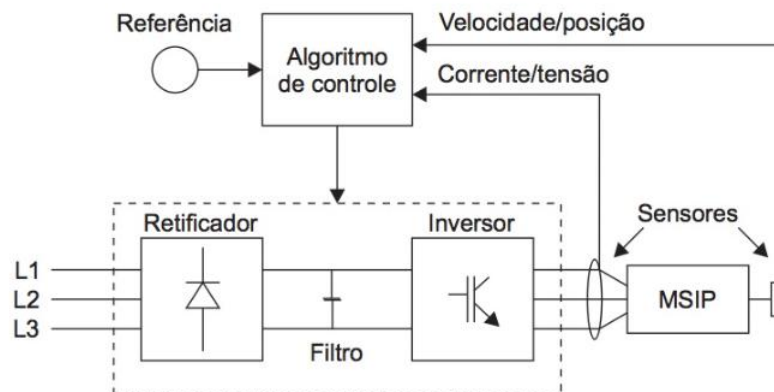 Referência
Algoritmo
de controle
Velocidade/posição
Corrente/tensão
Retificador
Inversor
Sensores
L1
L2
L3
Filtro
MSIP